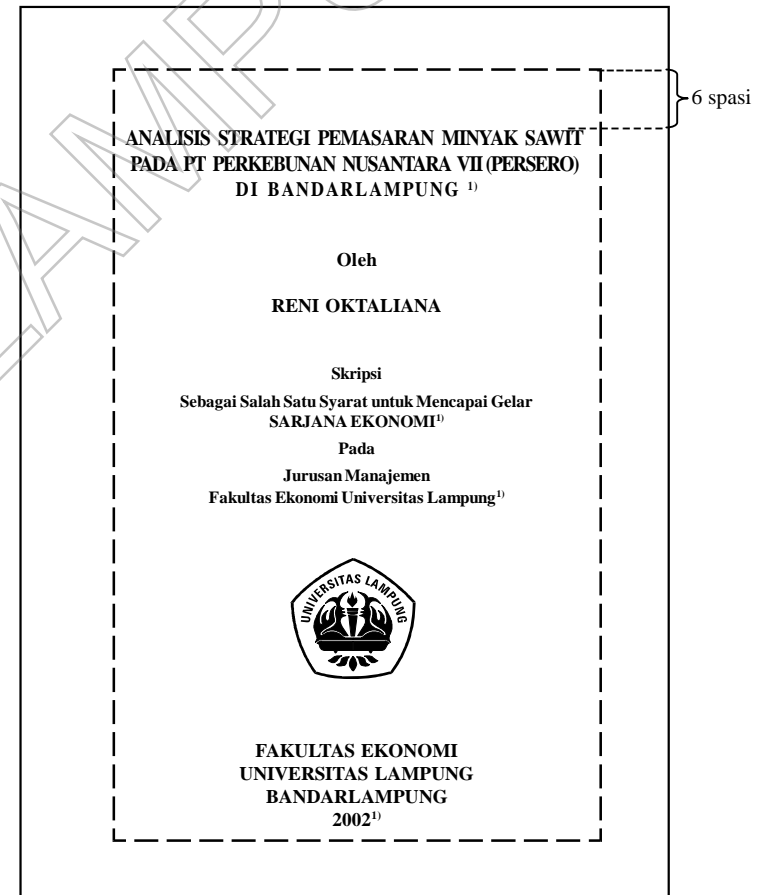 6 spasi
ANALISIS STRATEGI PEMASARAN MINYAK SAWIT
PADA PT PERKEBUNAN NUSANTARA VII (PERSERO)
DI BANDARLAMPUNG 1)
Oleh
RENI OKTALIANA
Skripsi
Sebagai Salah Satu Syarat untuk Mencapai Gelar
SARJANA EKONOMI1)
Pada
Jurusan Manajemen
Fakultas Ekonomi Universitas Lampung1)
UNIVERSITAS LAMPUNG
FAKULTAS EKONOMI
UNIVERSITAS LAMPUNG
BANDARLAMPUNG
20021)